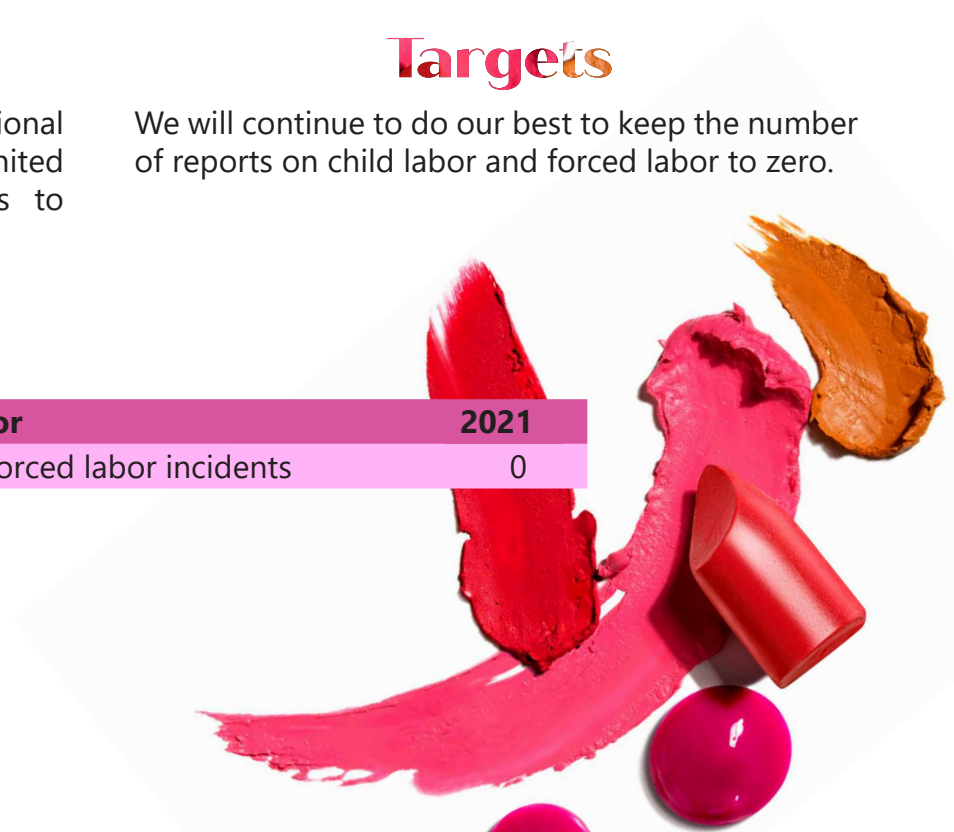 Targets
ional
nited
s to
We will continue to do our best to keep the number
of reports on child labor and forced labor to zero.
or 2021
orced labor incidents 0